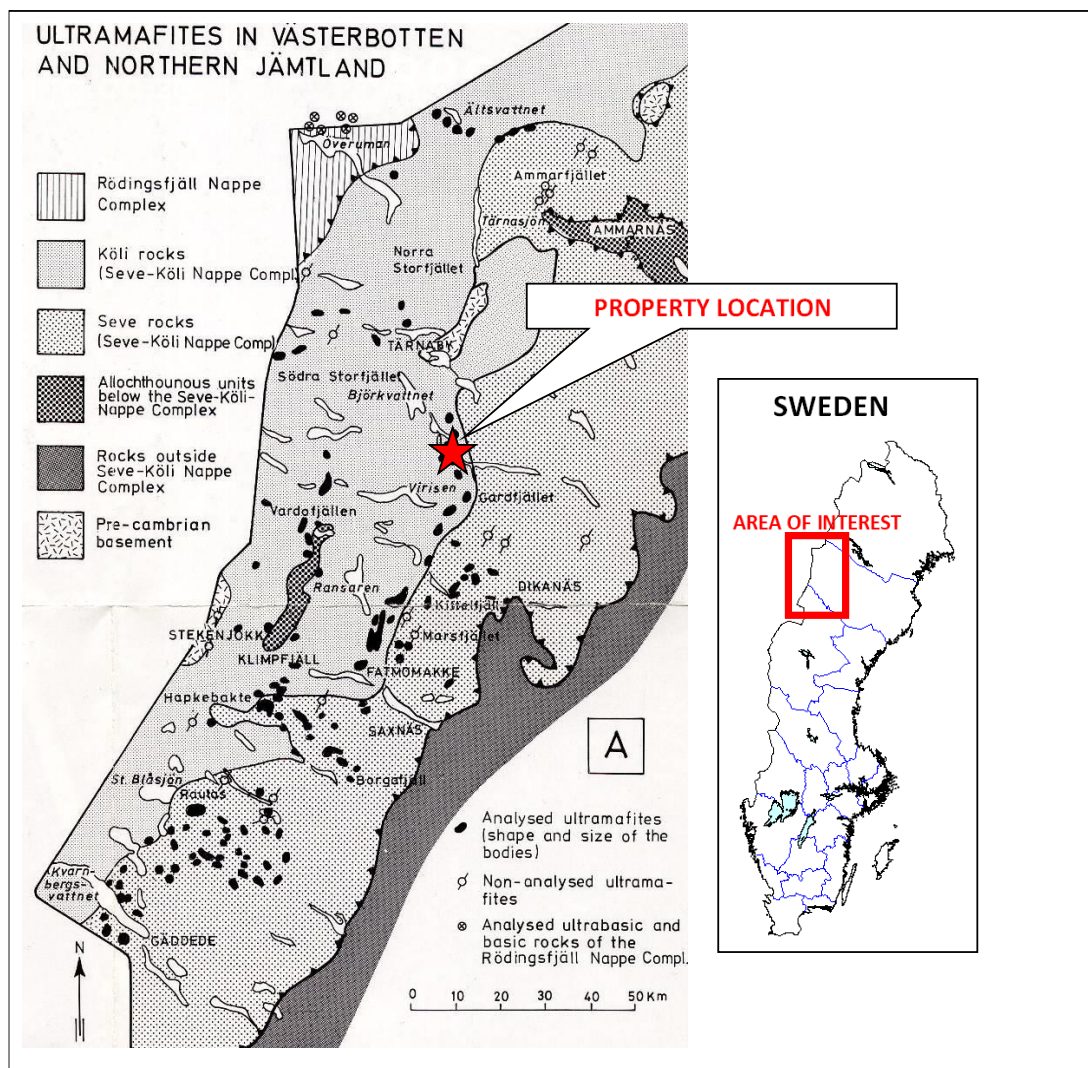 ULTRAMAFITES IN VÄSTERBOTTEN
AND NORTHERN JÄMTLAND
Rödingsfjäll Nappe
Complex
Köli rocks
(Seve-Köli Nappe Compl.
Seve rocks
(Seve-Köli Nappe Comp)
Allochthounous units
below the Seve-Köli-
Nappe Complex
Rocks outside
Seve-Köli Nappe
Complex
Pre-cambrian
basement
Ältsvattnet
Överuman
Ammarfjället
Tärnasjön
AMMARNÄS
Norra
Storfjället
PROPERTY LOCATION
TÄRNABY
Södra Storfjället
Björkvattnet
Virisen
Gardfjället
Vardofjällen
Ransaren
DIKANÄS
Kittelfjäll
Marsfjället
STEKENJOKK
KLIMPFJÄLL
FATMOMAKKE
Hapkebakte
SAXNÄS
A
St. Blåsjön
Borgafjäll
Rautas
Kvarn-
bergs-
vattnet
GÄDDEDE
N
Analysed ultramafites
(shape and size of the
bodies)
Non-analysed ultrama-
fites
Analysed ultrabasic and
basic rocks of the
Rödingsfjäll Nappe Compl.
0 10 20 30 50 Km
SWEDEN
AREA OF INTEREST